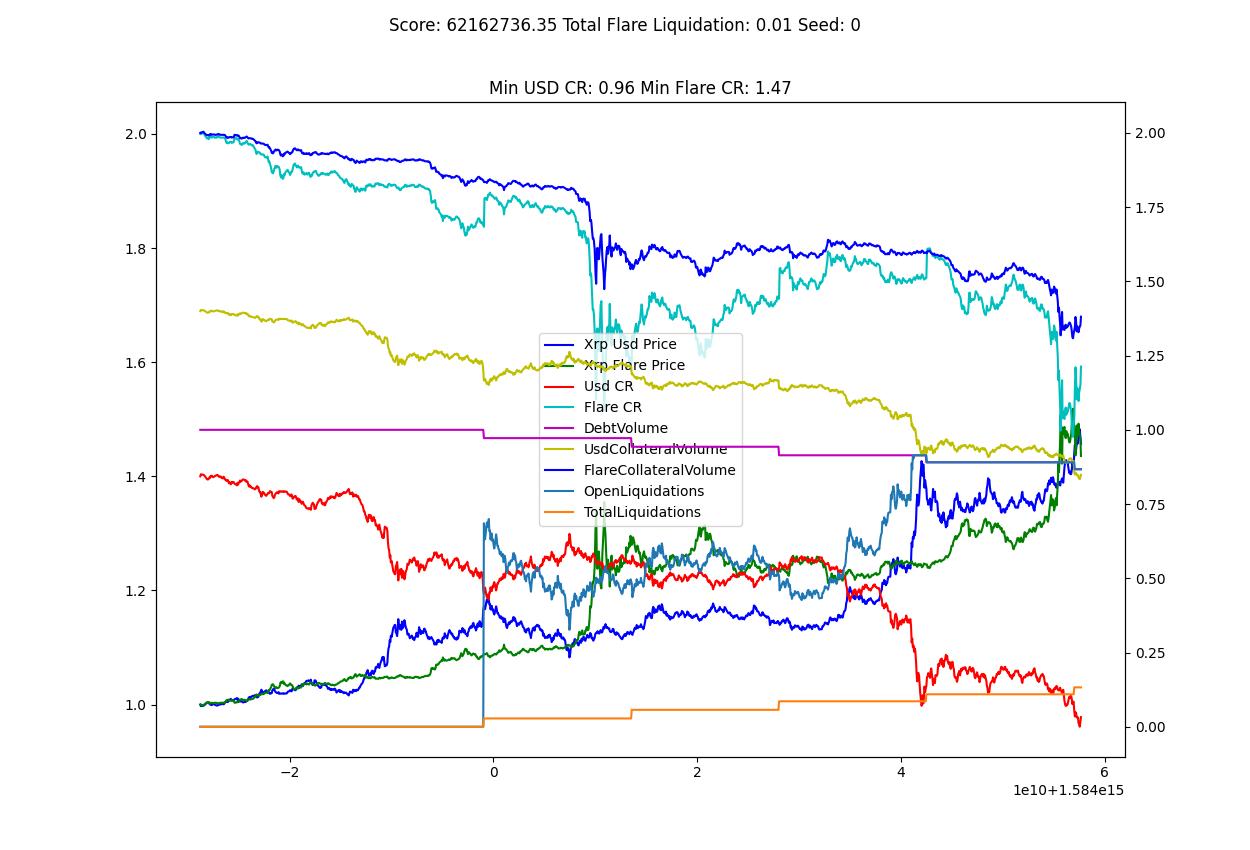 Score: 62162736.35 Total Flare Liquidation: 0.01 Seed: 0
Min USD CR: 0.96 Min Flare CR: 1.47
2.0
1.8
1.6
1.4
1.2
1.0
2.00
1.75
1.50
1.25
1.00
0.75
0.50
0.25
0.00
Xrp Usd Price
Xrp Flare Price
Usd CR
Flare CR
DebtVolume
UsdCollateralVolume
FlareCollateralVolume
OpenLiquidations
TotalLiquidations
−2 0 2 4 6
1e10+1.584e15